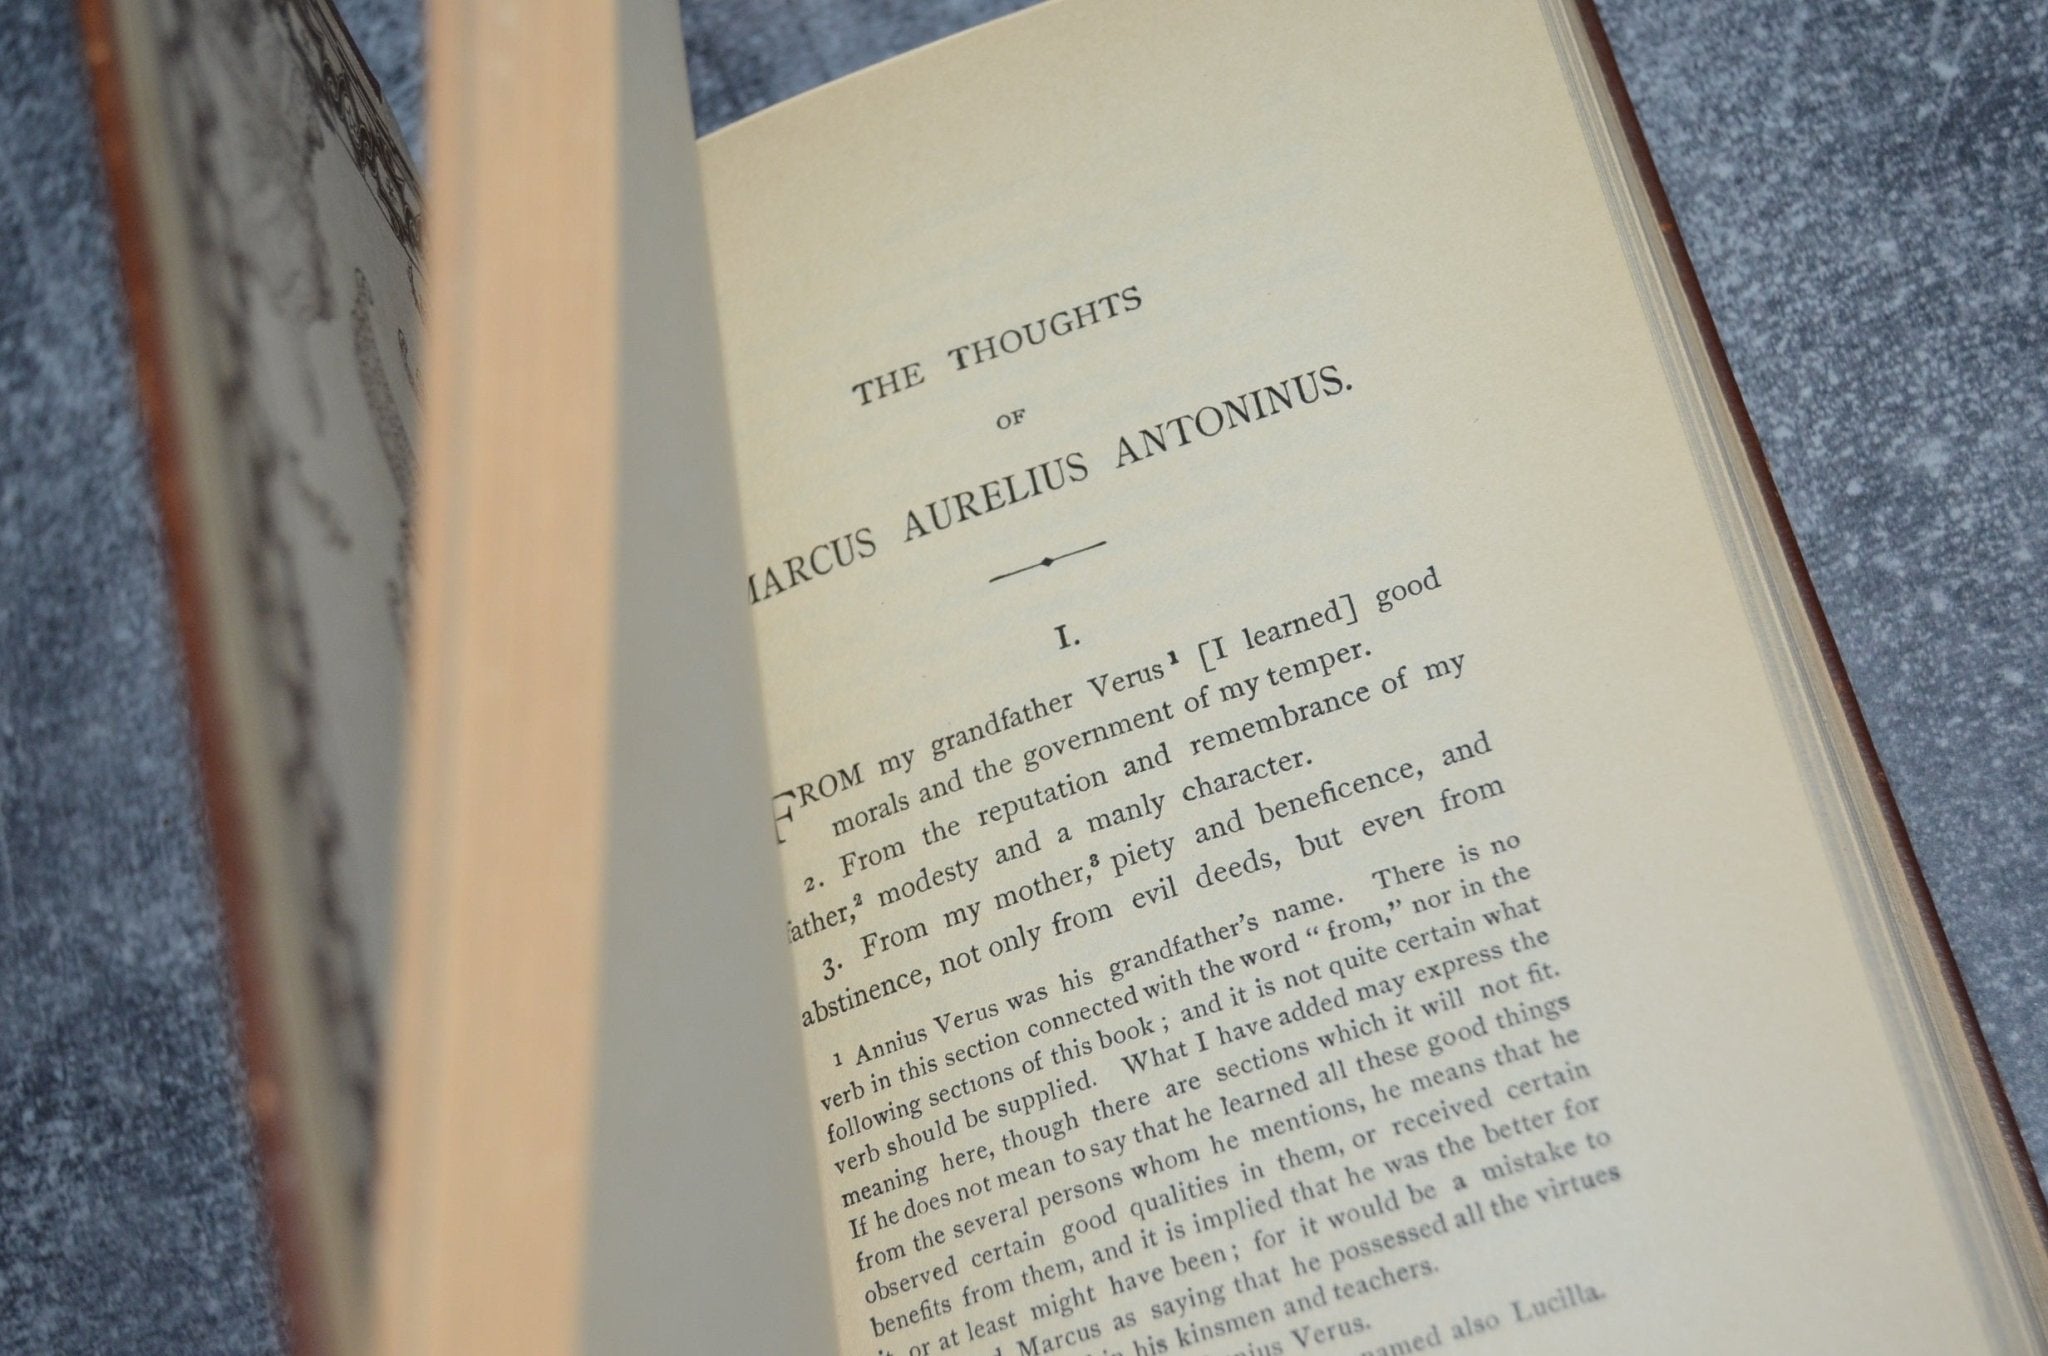 THE THOUGHTS
OF
MARCUS AURELIUS ANTONINUS.
I.
FROM my grandfather Verus¹ [I learned] good
morals and the government of my temper.
2. From the reputation and remembrance of my
father,² modesty and a manly character.
3. From my mother,³ piety and beneficence, and
abstinence, not only from evil deeds, but even from
1 Annius Verus was his grandfather's name. There is no
verb in this section connected with the word “ from,” nor in the
following sections of this book ; and it is not quite certain what
verb should be supplied. What I have added may express the
meaning here, though there are sections which it will not fit.
If he does not mean to say that he learned all these good things
from the several persons whom he mentions, he means that he
observed certain good qualities in them, or received certain
benefits from them, and it is implied that he was the better for
it, or at least might have been ; for it would be a mistake to
Marcus as saying that he possessed all the virtues
in his kinsmen and teachers.
Verus.
named also Lucilla.